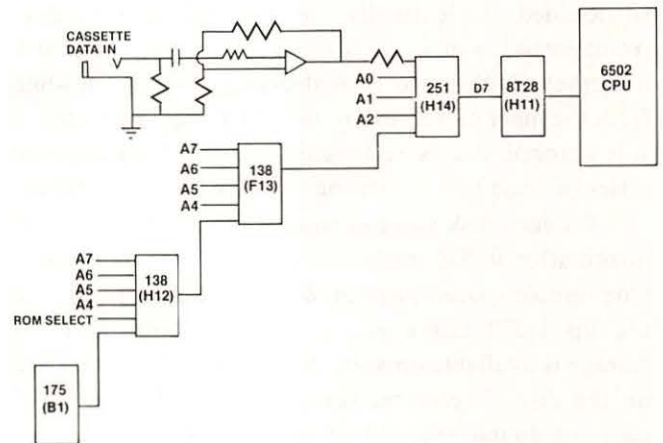 CASSETTE
DATA IN
A0
A1
A2
251
(H14)
D7
8T28
(H11)
6502
CPU
A7
A6
A5
A4
138
(F13)
A7
A6
A5
A4
ROM SELECT
138
(H12)
175
(B1)